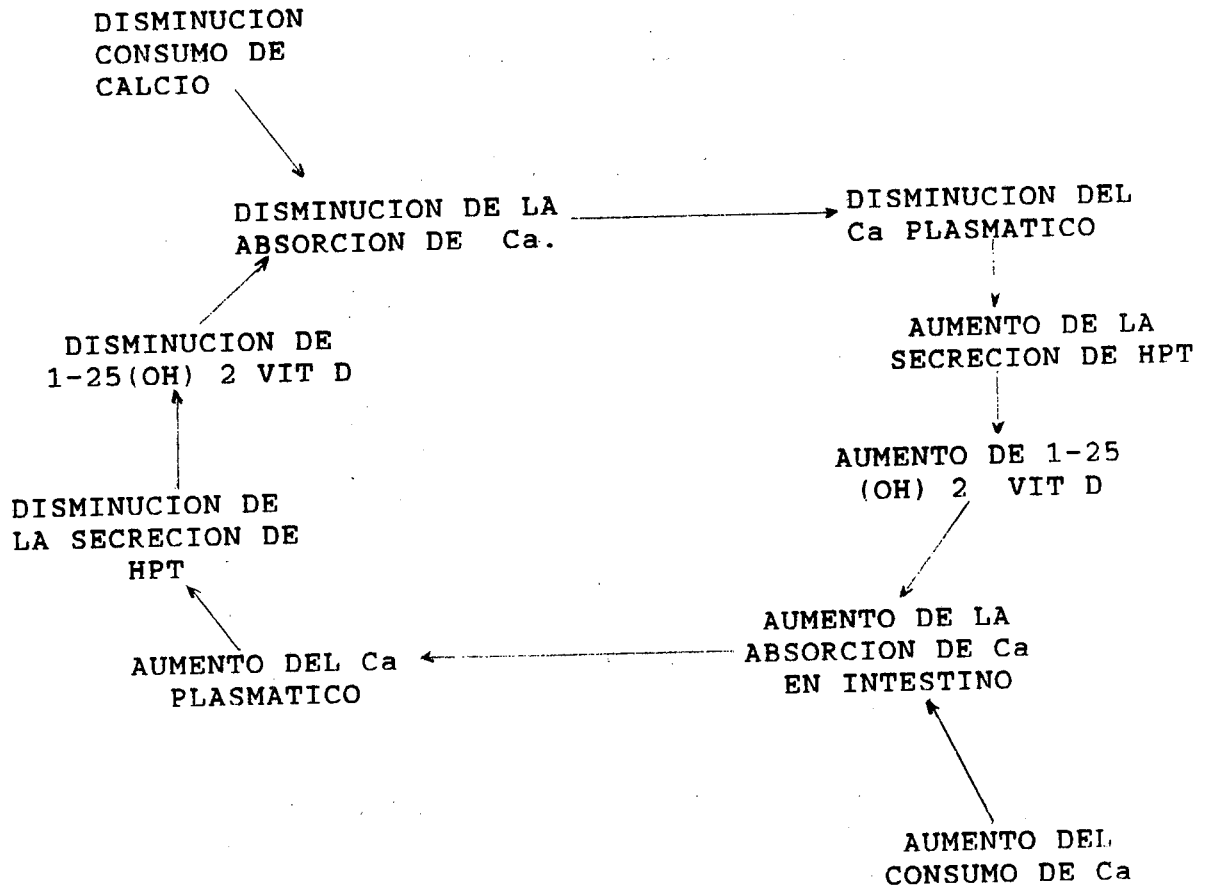 DISMINUCION
CONSUMO DE
CALCIO
DISMINUCION DE LA
ABSORCION DE Ca.
DISMINUCION DEL
Ca PLASMATICO
AUMENTO DE LA
SECRECION DE HPT
AUMENTO DE 1-25
(OH) 2 VIT D
AUMENTO DE LA
ABSORCION DE Ca
EN INTESTINO
AUMENTO DEL
CONSUMO DE Ca
AUMENTO DEL Ca
PLASMATICO
DISMINUCION DE
LA SECRECION DE
HPT
DISMINUCION DE
1-25(OH) 2 VIT D